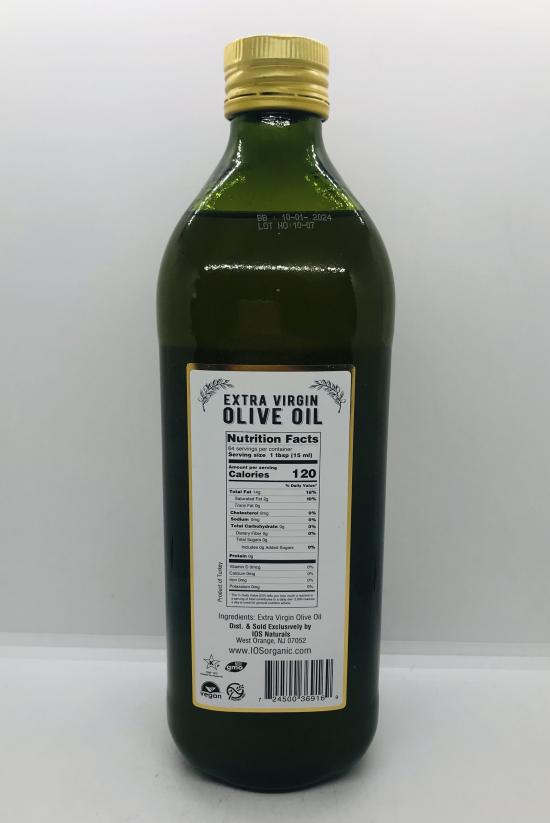 BB : 10-01-2024
LOT NO:10-07
EXTRA VIRGIN
OLIVE OIL
Nutrition Facts
64 servings per container
Serving size 1 tbsp (15 ml)
Amount per serving
Calories 120
% Daily Value*
Total Fat 14g 18%
Saturated Fat 2g 10%
Trans Fat 0g
Cholesterol 0mg 0%
Sodium 0mg 0%
Total Carbohydrate 0g 0%
Dietary Fiber 0g 0%
Total Sugars 0g
Includes 0g Added Sugars 0%
Protein 0g
Vitamin D 0mcg 0%
Calcium 0mg 0%
Iron 0mg 0%
Potassium 0mg 0%
Product of Turkey
Ingredients: Extra Virgin Olive Oil
Dist. & Sold Exclusively by
IOS Naturals
West Orange, NJ 07052
www.IOSorganic.com
gmo
vegan
7 24500 36916 9